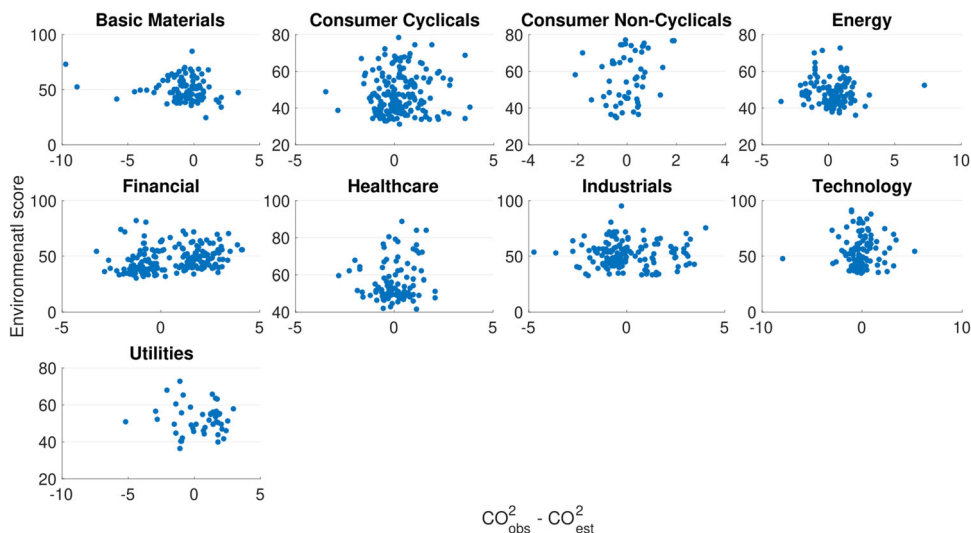 Basic Materials
Consumer Cyclicals
Consumer Non-Cyclicals
Energy
100
50
0
-10 -5 0 5
80
60
40
20
-5 0 5
80
60
40
20
-4 -2 0 2 4
80
60
40
20
-5 0 5 10
Environmenatl score
Financial
Healthcare
Industrials
Technology
100
50
0
-5 0 5
100
80
60
40
-5 0 5
100
50
0
-5 0 5
100
50
0
-10 0 10
Utilities
80
60
40
20
-10 -5 0 5
CO²obs - CO²est